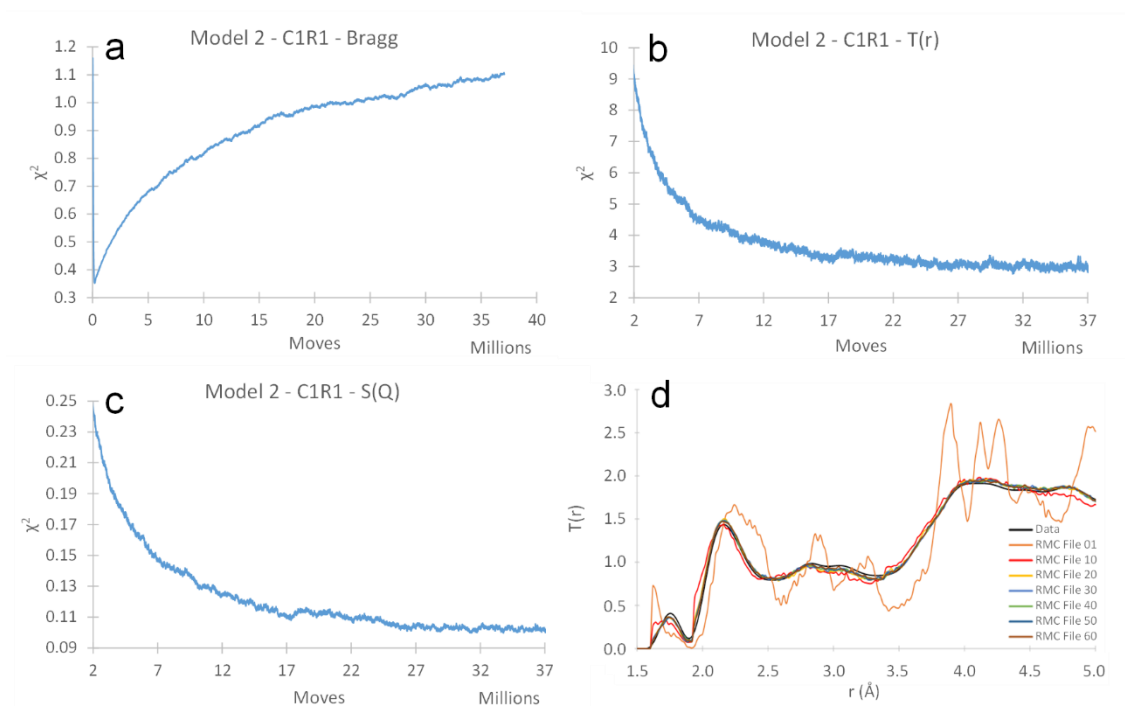 a
Model 2 - C1R1 - Bragg
1.2
1.1
1.0
0.9
0.8
0.7
0.6
0.5
0.4
0.3
χ²
0 5 10 15 20 25 30 35 40
Moves
Millions
b
Model 2 - C1R1 - T(r)
10
9
8
7
6
5
4
3
2
χ²
2 7 12 17 22 27 32 37
Moves
Millions
c
Model 2 - C1R1 - S(Q)
0.25
0.23
0.21
0.19
0.17
0.15
0.13
0.11
0.09
χ²
2 7 12 17 22 27 32 37
Moves
Millions
d
3.0
2.5
2.0
1.5
1.0
0.5
0.0
T(r)
Data
RMC File 01
RMC File 10
RMC File 20
RMC File 30
RMC File 40
RMC File 50
RMC File 60
1.5 2.0 2.5 3.0 3.5 4.0 4.5 5.0
r (Å)